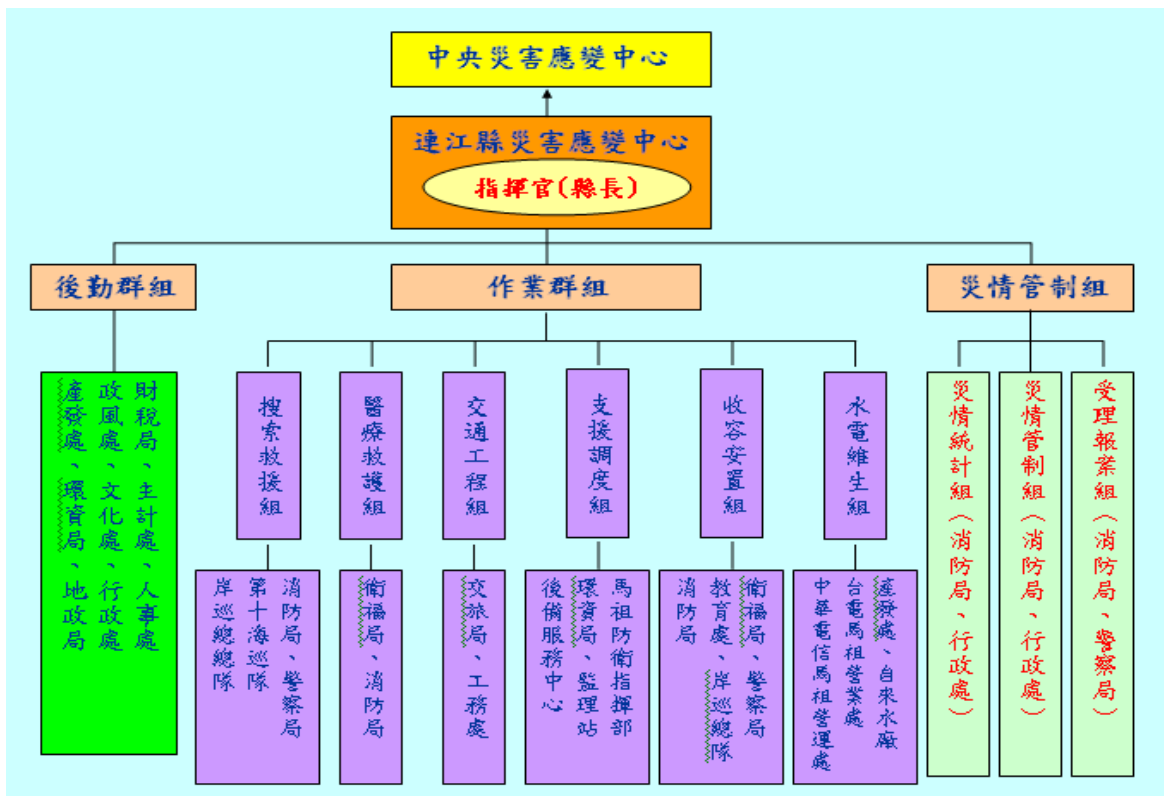 中央災害應變中心
連江縣災害應變中心
指揮官(縣長)
後勤群組
作業群組
災情管制組
財稅局、主計處、人事處
政風處、文化處、行政處
產發處、環資局、地政局
搜索救援組
醫療救護組
交通工程組
支援調度組
收容安置組
水電維生組
消防局、警察局
第十海巡隊
岸巡總總隊
衛福局、消防局
交旅局、工務處
馬祖防衛指揮部
環資局、監理站
後備服務中心
衛福局、警察局
教育處、岸巡總隊
消防局
產發處、自來水廠
台電馬祖營業處
中華電信馬祖營運處
災情統計組(消防局、行政處)
災情管制組(消防局、行政處)
受理報案組(消防局、警察局)